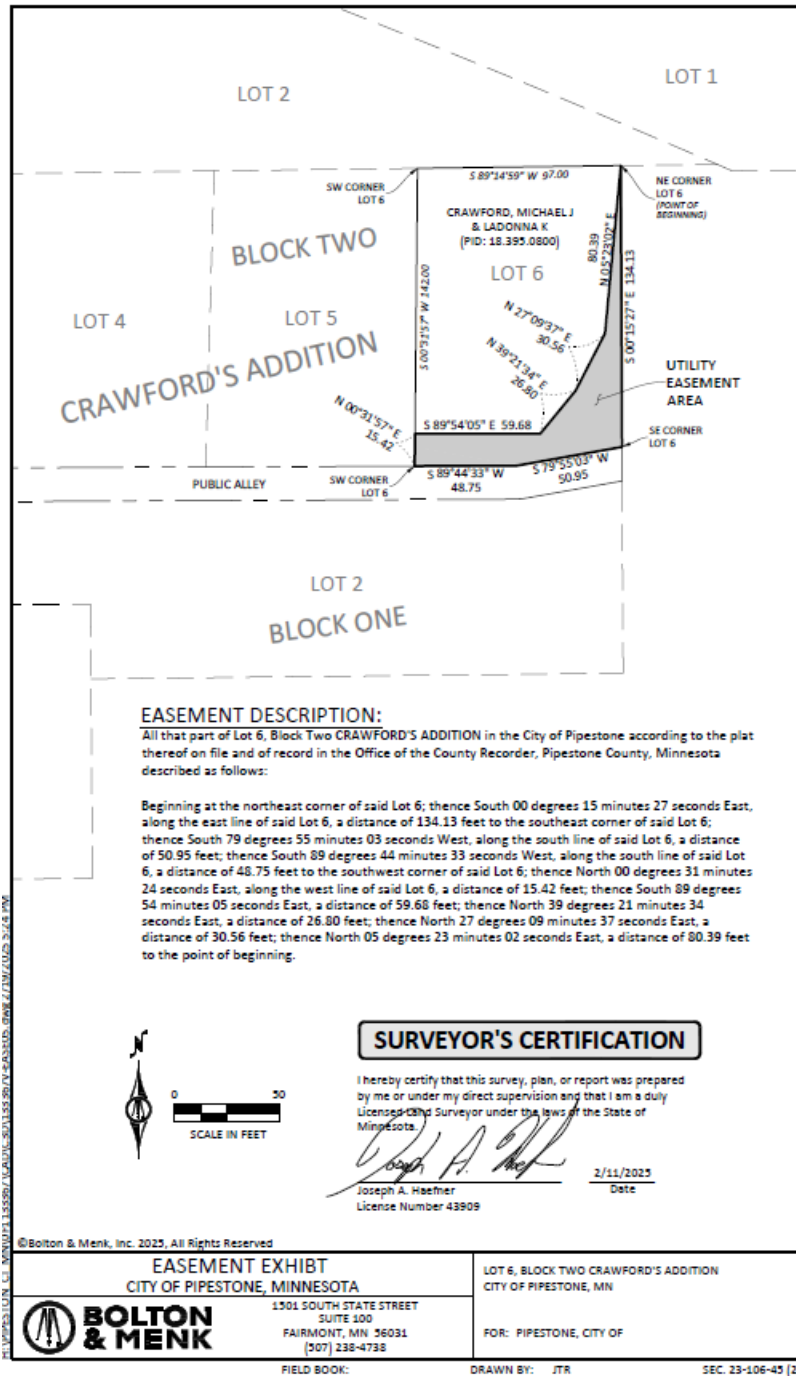 LOT 1
LOT 2
SW CORNER
LOT 6
S 89°14'59" W 97.00
NE CORNER
LOT 6
(POINT OF
BEGINNING)
CRAWFORD, MICHAEL J
& LADONNA K
(PID: 18.395.0800)
BLOCK TWO
LOT 6
80.39
N 05°23'02" E
S 00°15'27" E 134.13
S 00°31'57" W 142.00
LOT 4
LOT 5
N 27°09'37" E
30.56
N 39°21'34" E
26.80
CRAWFORD'S ADDITION
UTILITY
EASEMENT
AREA
N 00°31'57" E
15.42
S 89°54'05" E 59.68
SE CORNER
LOT 6
PUBLIC ALLEY
SW CORNER
LOT 6
S 89°44'33" W
48.75
S 79°55'03" W
50.95
LOT 2
BLOCK ONE
EASEMENT DESCRIPTION:
All that part of Lot 6, Block Two CRAWFORD'S ADDITION in the City of Pipestone according to the plat
thereof on file and of record in the Office of the County Recorder, Pipestone County, Minnesota
described as follows:
Beginning at the northeast corner of said Lot 6; thence South 00 degrees 15 minutes 27 seconds East,
along the east line of said Lot 6, a distance of 134.13 feet to the southeast corner of said Lot 6;
thence South 79 degrees 55 minutes 03 seconds West, along the south line of said Lot 6, a distance
of 50.95 feet; thence South 89 degrees 44 minutes 33 seconds West, along the south line of said Lot
6, a distance of 48.75 feet to the southwest corner of said Lot 6; thence North 00 degrees 31 minutes
24 seconds East, along the west line of said Lot 6, a distance of 15.42 feet; thence South 89 degrees
54 minutes 05 seconds East, a distance of 59.68 feet; thence North 39 degrees 21 minutes 34
seconds East, a distance of 26.80 feet; thence North 27 degrees 09 minutes 37 seconds East, a
distance of 30.56 feet; thence North 05 degrees 23 minutes 02 seconds East, a distance of 80.39 feet
to the point of beginning.
N
0 50
SCALE IN FEET
SURVEYOR'S CERTIFICATION
I hereby certify that this survey, plan, or report was prepared
by me or under my direct supervision and that I am a duly
Licensed Land Surveyor under the laws of the State of
Minnesota.
Joseph A. Haefner
2/11/2025
Joseph A. Haefner
Date
License Number 43909
©Bolton & Menk, Inc. 2025, All Rights Reserved
EASEMENT EXHIBT
CITY OF PIPESTONE, MINNESOTA
BOLTON
& MENK
1501 SOUTH STATE STREET
SUITE 100
FAIRMONT, MN 56031
(507) 238-4738
LOT 6, BLOCK TWO CRAWFORD'S ADDITION
CITY OF PIPESTONE, MN
FOR: PIPESTONE, CITY OF
FIELD BOOK:
DRAWN BY: JTR
SEC. 23-106-45